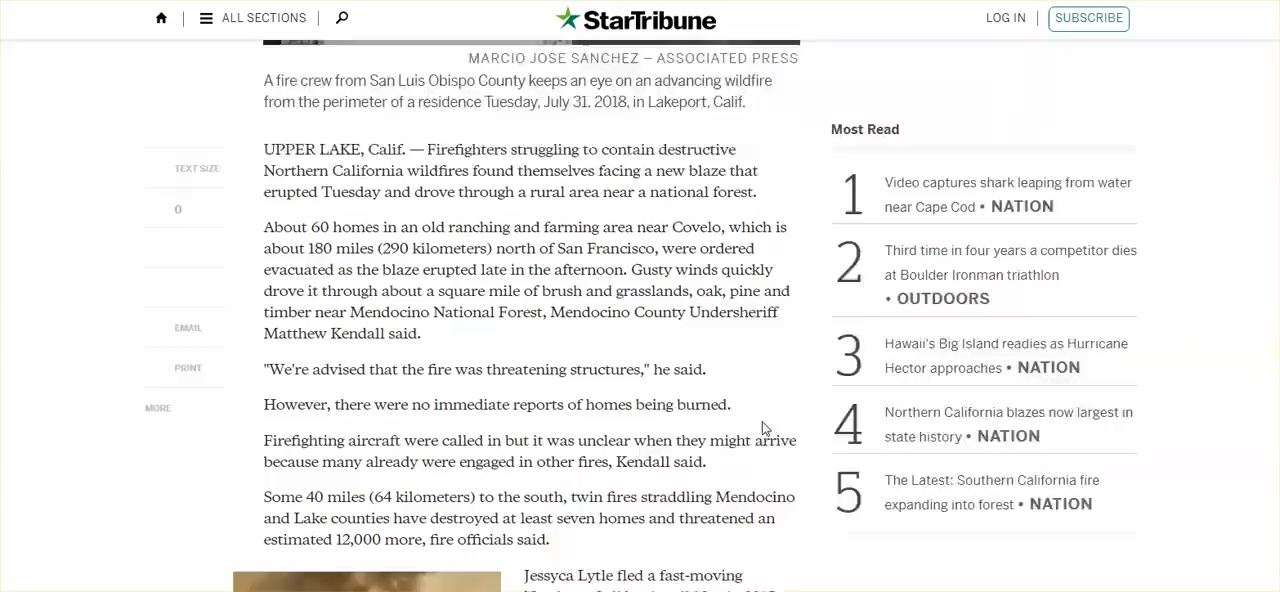 ALL SECTIONS
StarTribune
LOG IN
SUBSCRIBE
MARCIO JOSE SANCHEZ – ASSOCIATED PRESS
A fire crew from San Luis Obispo County keeps an eye on an advancing wildfire
from the perimeter of a residence Tuesday, July 31, 2018, in Lakeport, Calif.
TEXT SIZE
0
EMAIL
PRINT
MORE
UPPER LAKE, Calif. — Firefighters struggling to contain destructive
Northern California wildfires found themselves facing a new blaze that
erupted Tuesday and drove through a rural area near a national forest.
About 60 homes in an old ranching and farming area near Covelo, which is
about 180 miles (290 kilometers) north of San Francisco, were ordered
evacuated as the blaze erupted late in the afternoon. Gusty winds quickly
drove it through about a square mile of brush and grasslands, oak, pine and
timber near Mendocino National Forest, Mendocino County Undersheriff
Matthew Kendall said.
"We're advised that the fire was threatening structures," he said.
However, there were no immediate reports of homes being burned.
Firefighting aircraft were called in but it was unclear when they might arrive
because many already were engaged in other fires, Kendall said.
Some 40 miles (64 kilometers) to the south, twin fires straddling Mendocino
and Lake counties have destroyed at least seven homes and threatened an
estimated 12,000 more, fire officials said.
Jessyca Lytle fled a fast-moving
Most Read
1
Video captures shark leaping from water
near Cape Cod • NATION
2
Third time in four years a competitor dies
at Boulder Ironman triathlon
• OUTDOORS
3
Hawaii's Big Island readies as Hurricane
Hector approaches • NATION
4
Northern California blazes now largest in
state history • NATION
5
The Latest: Southern California fire
expanding into forest • NATION